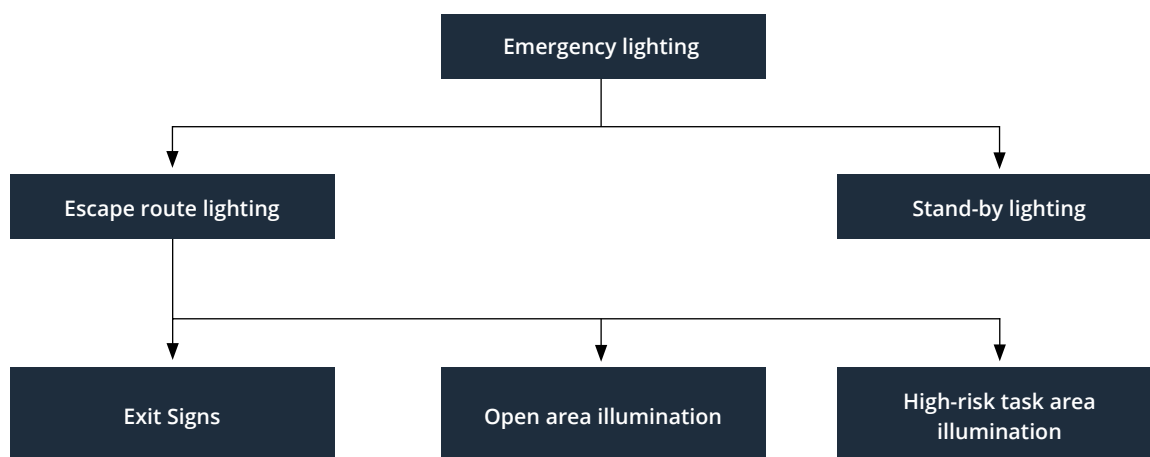 Emergency lighting
Escape route lighting
Stand-by lighting
Exit Signs
Open area illumination
High-risk task area
illumination